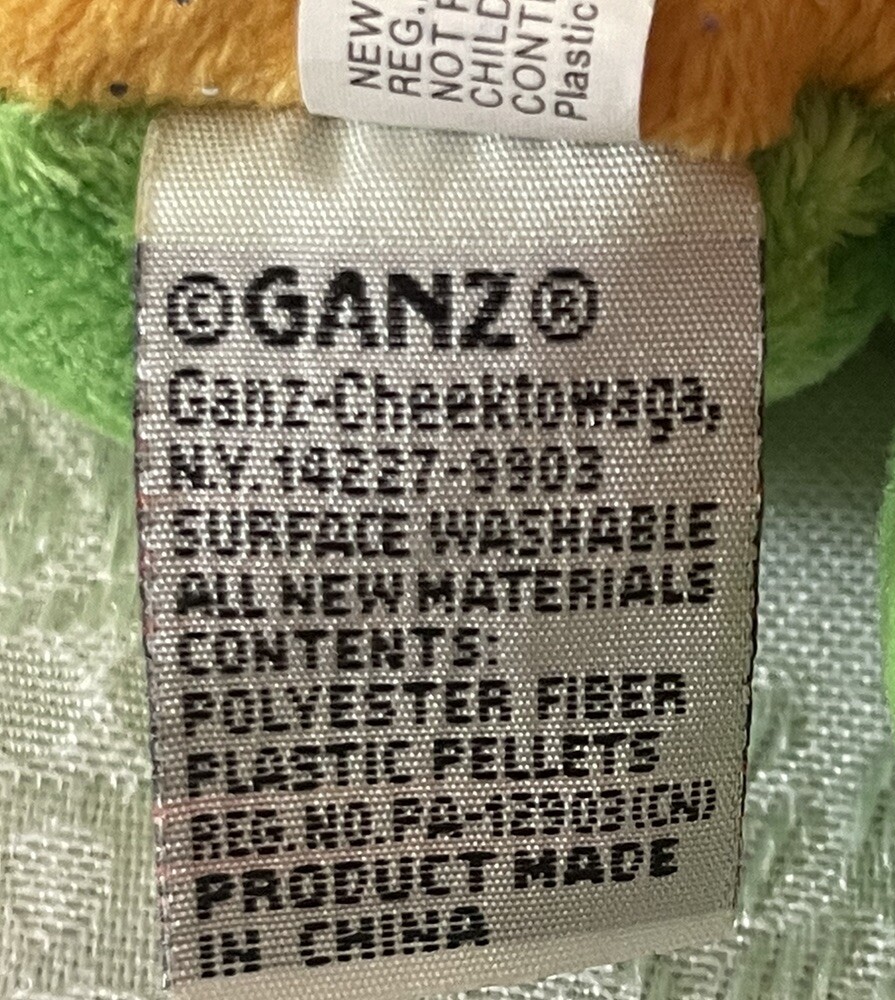 NEW
REG.
NOT
CHILD
CONT
Plastic
©GANZ®
Ganz-Cheektowaga,
N.Y.14227-9903
SURFACE WASHABLE
ALL NEW MATERIALS
CONTENTS:
POLYESTER FIBER
PLASTIC PELLETS
REG.NO.PA-12903(CN)
PRODUCT MADE
IN CHINA